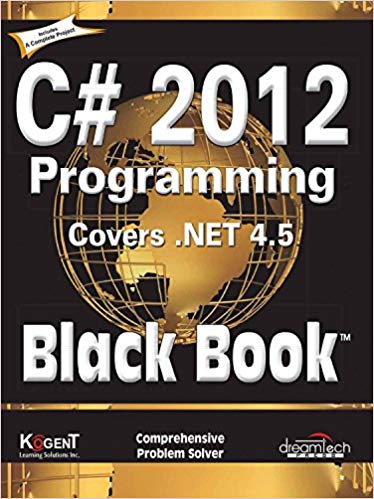 Includes
A Complete Project
C# 2012
Programming
Covers .NET 4.5
Black Book™
KOGENT
Learning Solutions Inc.
Comprehensive
Problem Solver
dreamtech
PRESS